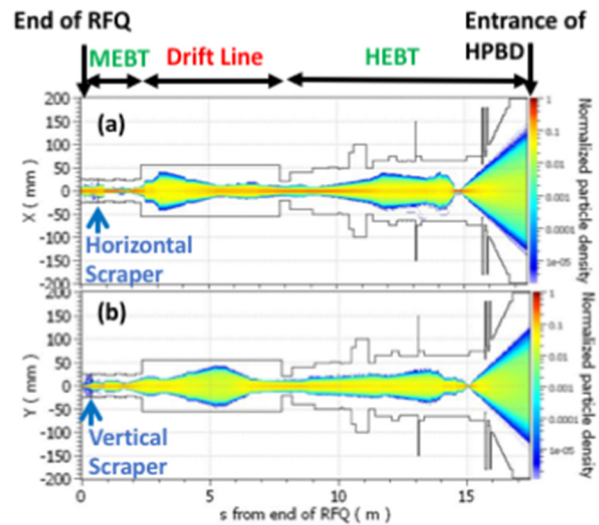 End of RFQ
Entrance of
HPBD
MEBT
Drift Line
HEBT
200
150
100
50
0
-50
-100
-150
-200
X ( mm )
(a)
Horizontal
Scraper
1
0.1
0.01
0.001
0.0001
1e-05
Normalized particle density
200
150
100
50
0
-50
-100
-150
-200
Y ( mm )
(b)
Vertical
Scraper
1
0.1
0.01
0.001
0.0001
1e-05
Normalized particle density
0
5
10
15
s from end of RFQ ( m )